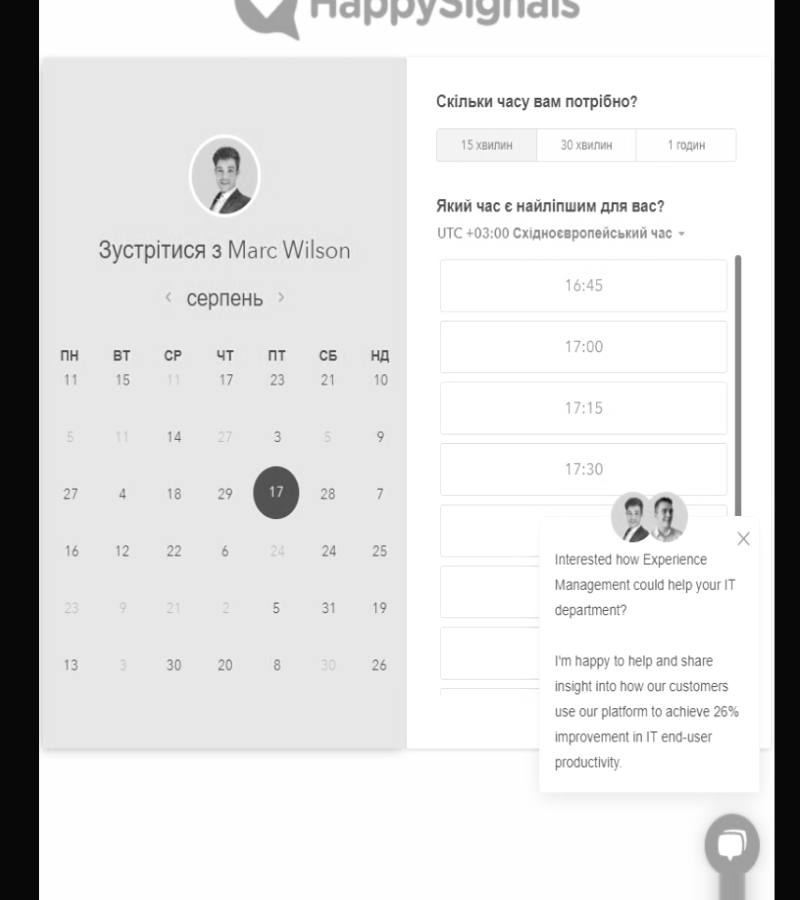 HappySignals
Зустрітися з Marc Wilson
серпень
ПН ВТ СР ЧТ ПТ СБ НД
11 15 11 17 23 21 10
5 11 14 27 3 5 9
27 4 18 29 17 28 7
16 12 22 6 24 24 25
23 9 21 2 5 31 19
13 3 30 20 8 30 26
Скільки часу вам потрібно?
15 хвилин 30 хвилин 1 годин
Який час є найліпшим для вас?
UTC +03:00 Східноєвропейський час
16:45
17:00
17:15
17:30
Interested how Experience
Management could help your IT
department?
I'm happy to help and share
insight into how our customers
use our platform to achieve 26%
improvement in IT end-user
productivity.